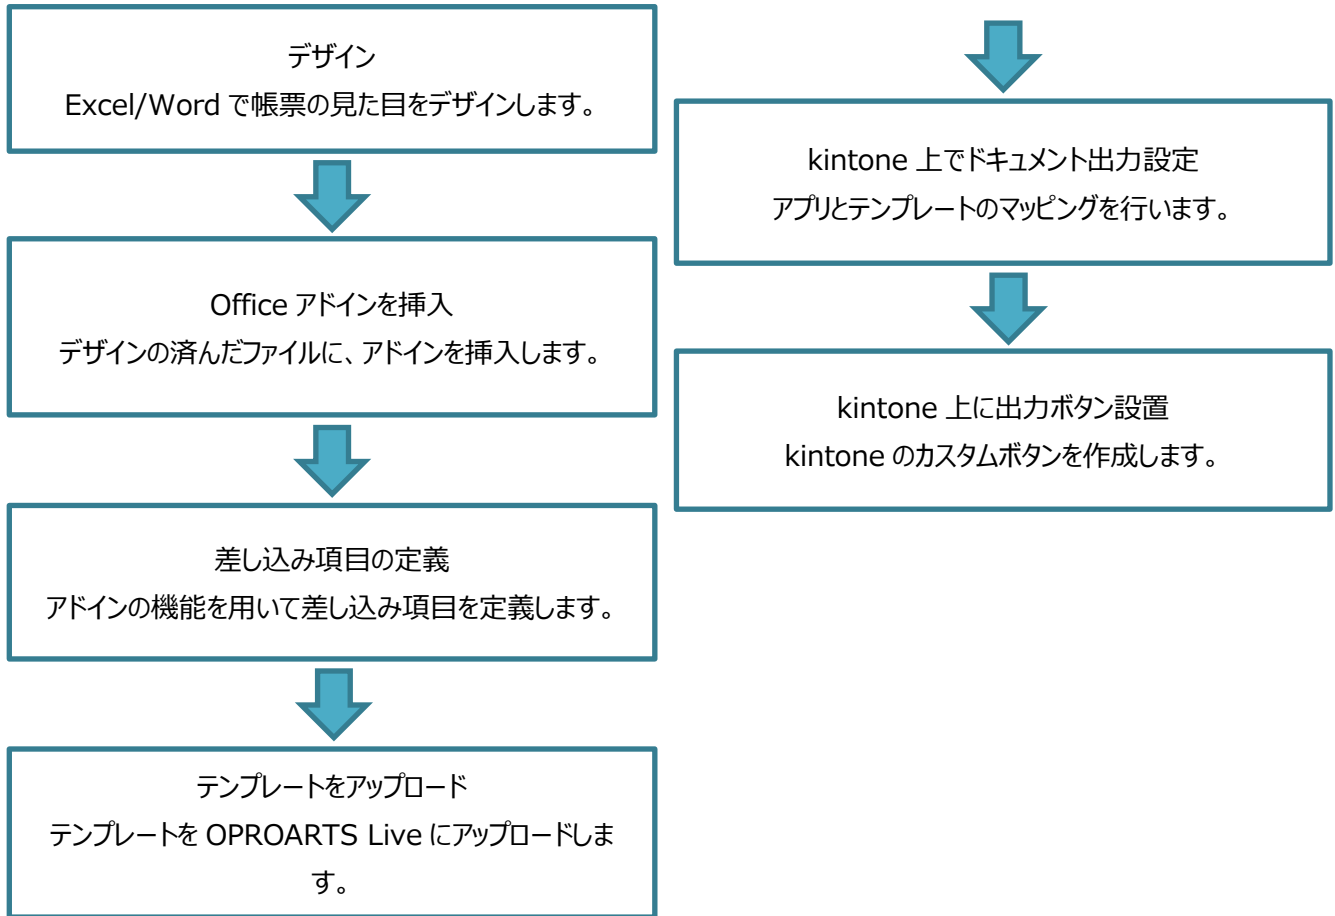 デザイン
Excel/Word で帳票の見た目をデザインします。
Office アドインを挿入
デザインの済んだファイルに、アドインを挿入します。
差し込み項目の定義
アドインの機能を用いて差し込み項目を定義します。
テンプレートをアップロード
テンプレートを OPROARTS Live にアップロードしま
す。
kintone 上でドキュメント出力設定
アプリとテンプレートのマッピングを行います。
kintone 上に出力ボタン設置
kintone のカスタムボタンを作成します。